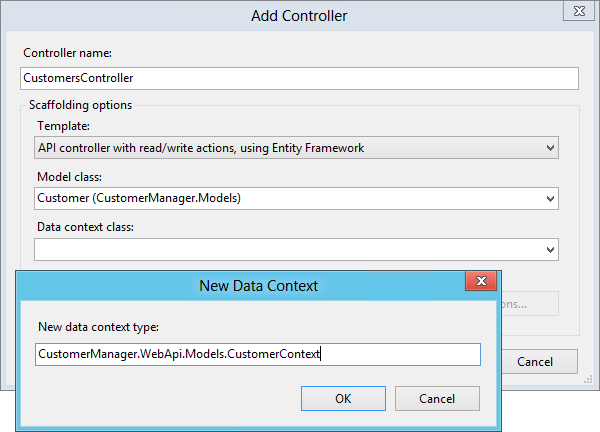 Add Controller
Controller name:
CustomersController
Scaffolding options
Template:
API controller with read/write actions, using Entity Framework
Model class:
Customer (CustomerManager.Models)
Data context class:
New Data Context
New data context type:
CustomerManager.WebApi.Models.CustomerContext
OK
Cancel
Cancel